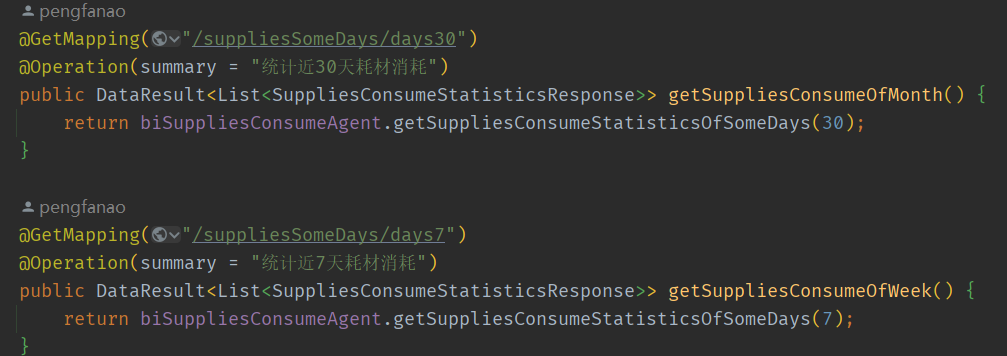 pengfanao
@GetMapping("/suppliesSomeDays/days30")
@Operation(summary = "统计近30天耗材消耗")
public DataResult<List<SuppliesConsumeStatisticsResponse>> getSuppliesConsumeOfMonth() {
    return biSuppliesConsumeAgent.getSuppliesConsumeStatisticsOfSomeDays(30);
}
pengfanao
@GetMapping("/suppliesSomeDays/days7")
@Operation(summary = "统计近7天耗材消耗")
public DataResult<List<SuppliesConsumeStatisticsResponse>> getSuppliesConsumeOfWeek() {
    return biSuppliesConsumeAgent.getSuppliesConsumeStatisticsOfSomeDays(7);
}